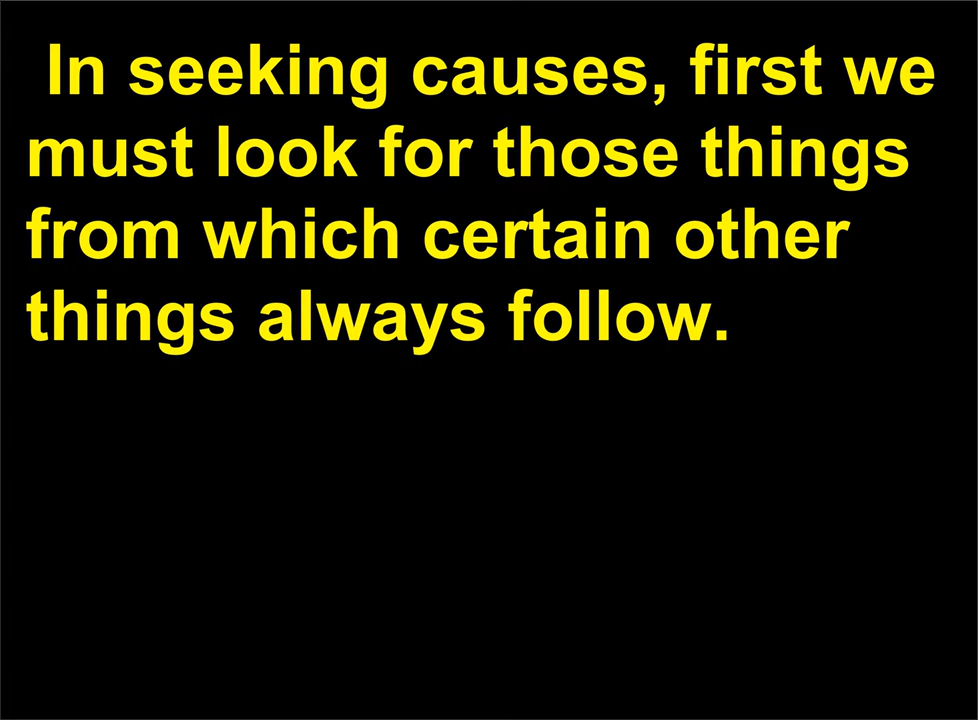 In seeking causes, first we
must look for those things
from which certain other
things always follow.